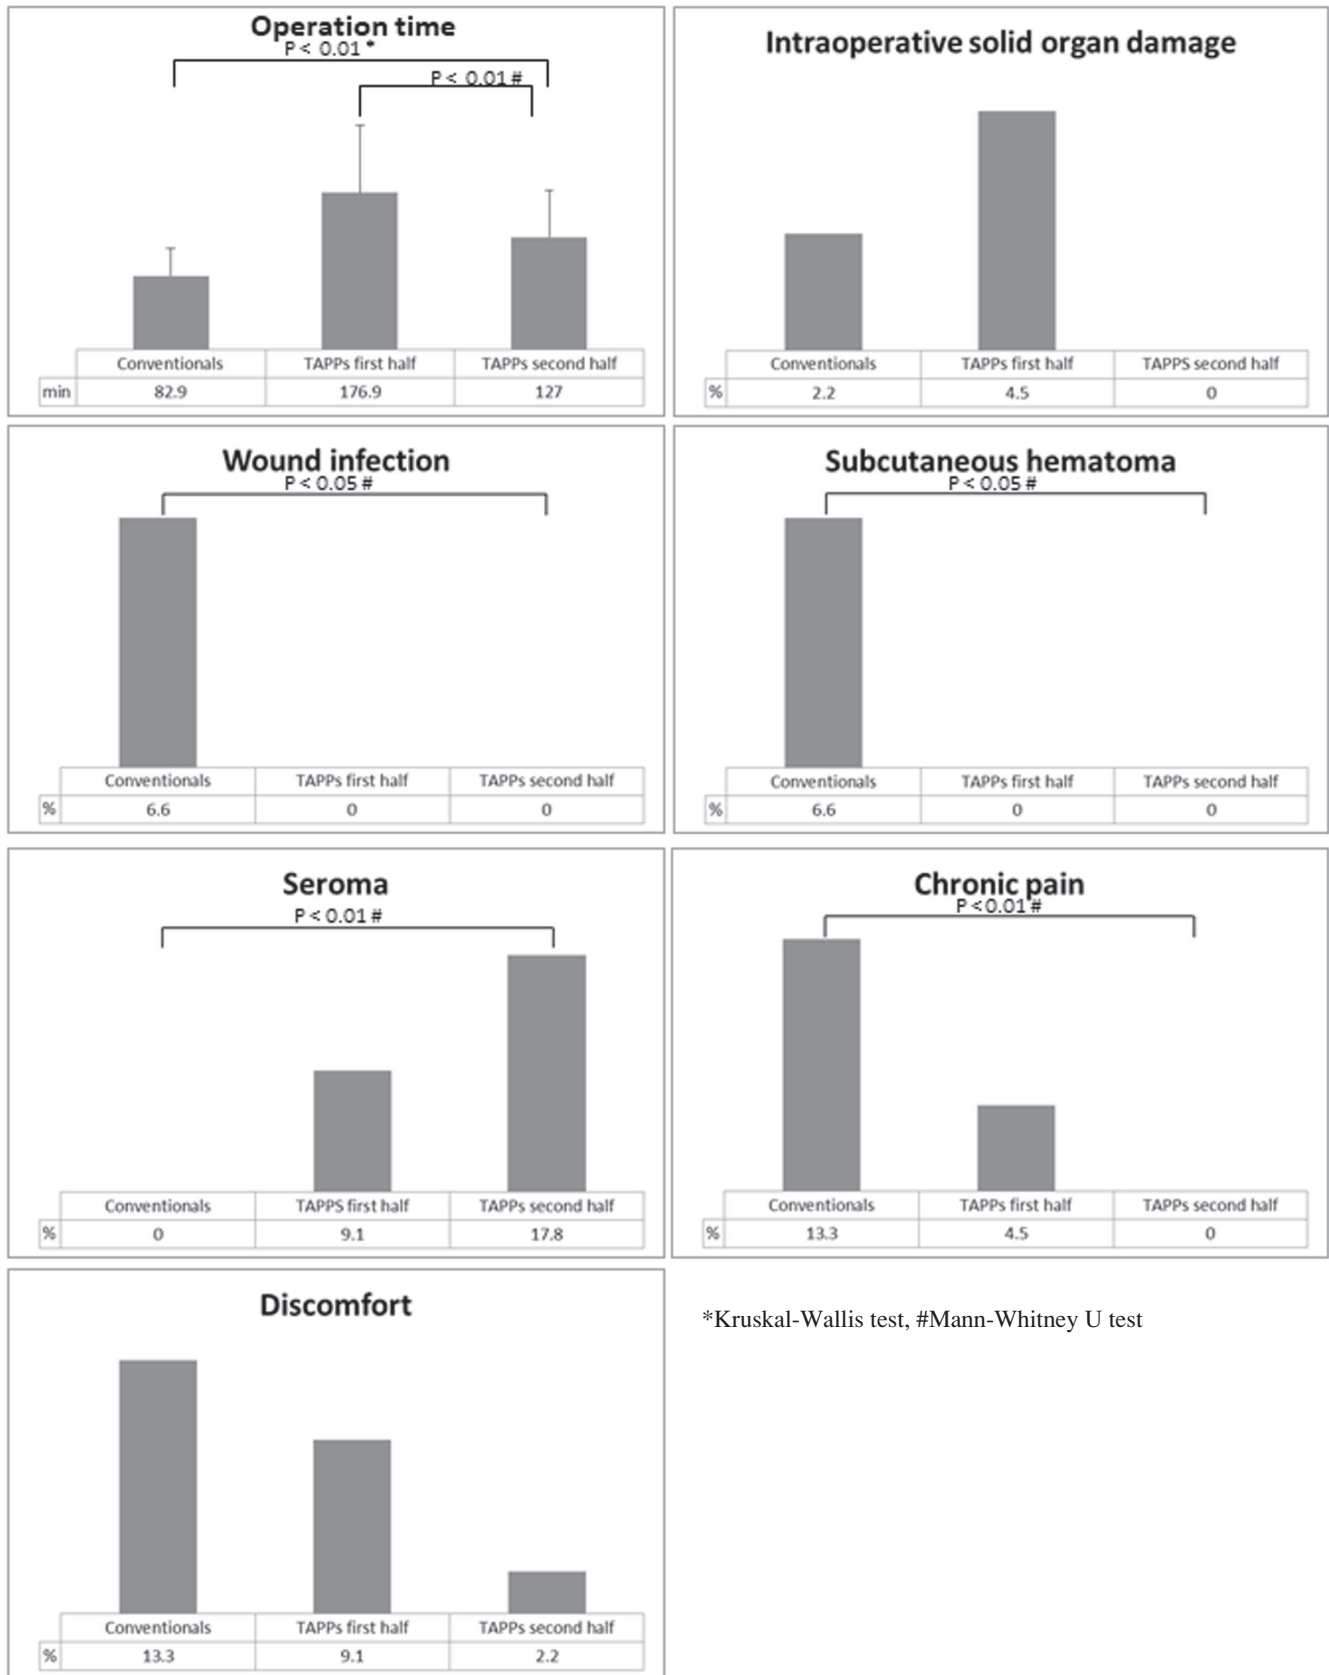 Operation time
P < 0.01 *
P < 0.01 #
Conventionals TAPPs first half TAPPs second half
min 82.9 176.9 127
Intraoperative solid organ damage
Conventionals TAPPs first half TAPPS second half
% 2.2 4.5 0
Wound infection
P < 0.05 #
Conventionals TAPPs first half TAPPs second half
% 6.6 0 0
Subcutaneous hematoma
P < 0.05 #
Conventionals TAPPs first half TAPPs second half
% 6.6 0 0
Seroma
P < 0.01 #
Conventionals TAPPS first half TAPPs second half
% 0 9.1 17.8
Chronic pain
P < 0.01 #
Conventionals TAPPs first half TAPPs second half
% 13.3 4.5 0
Discomfort
Conventionals TAPPs first half TAPPs second half
% 13.3 9.1 2.2
*Kruskal-Wallis test, #Mann-Whitney U test